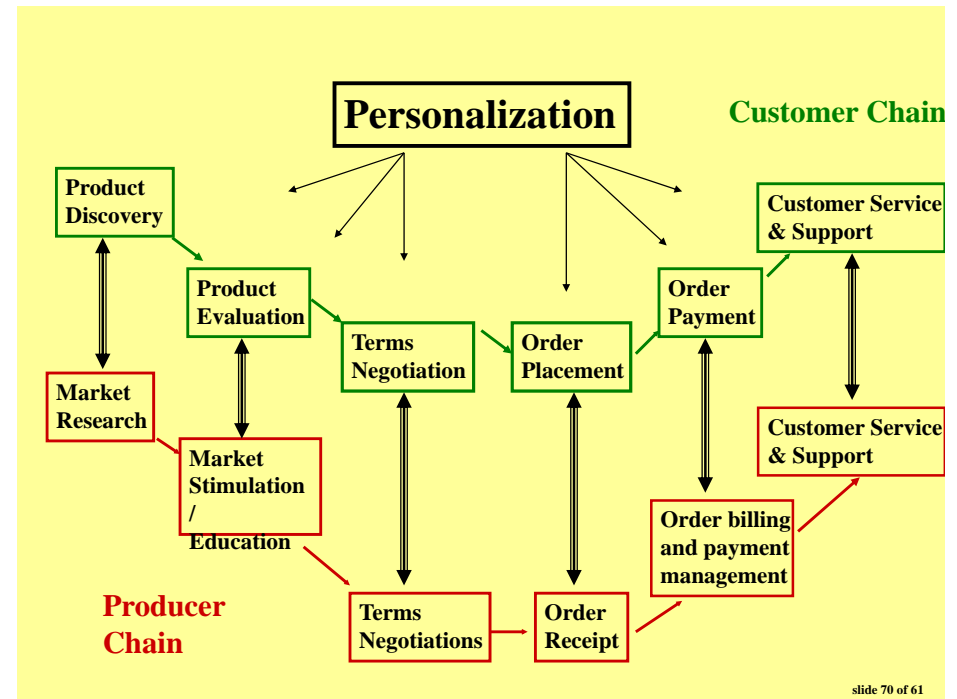 Personalization
Customer Chain
Product
Discovery
Product
Evaluation
Terms
Negotiation
Order
Placement
Order
Payment
Customer Service
& Support
Market
Research
Market
Stimulation
/
Education
Terms
Negotiations
Order
Receipt
Order billing
and payment
management
Customer Service
& Support
Producer
Chain
slide 70 of 61